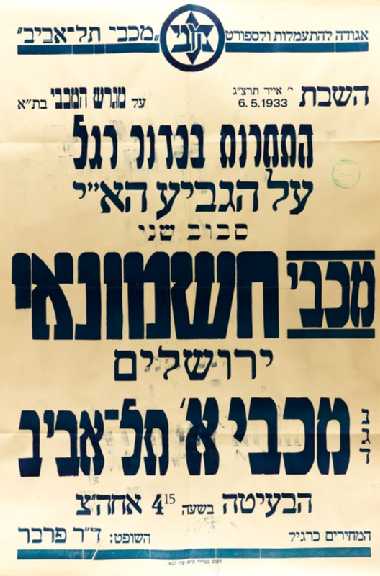 אגודה להתעמלות ולספורט "מכבי תל-אביב"
השבת י׳ אייר תרצ"ג 6.5.1933 על מגרש המכבי בת"א
התחרות בכדור רגל
על הגביע הא"י
סבוב שני
מכבי חשמונאי
ירושלים
נגד מכבי א׳ תל-אביב
הבעיטה בשעה 4¹⁵ אחה"צ
המחירים כרגיל השופט: ד"ר פרבר